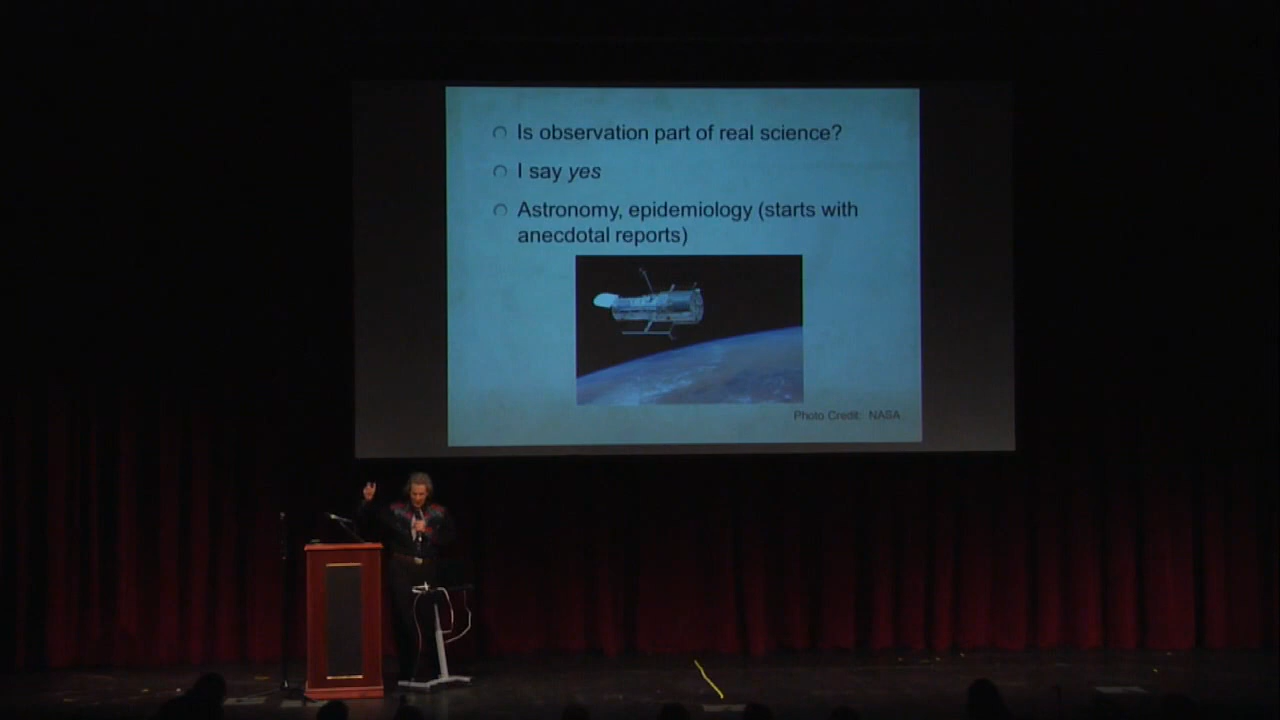 Is observation part of real science?
I say yes
Astronomy, epidemiology (starts with
anecdotal reports)
Photo Credit: NASA